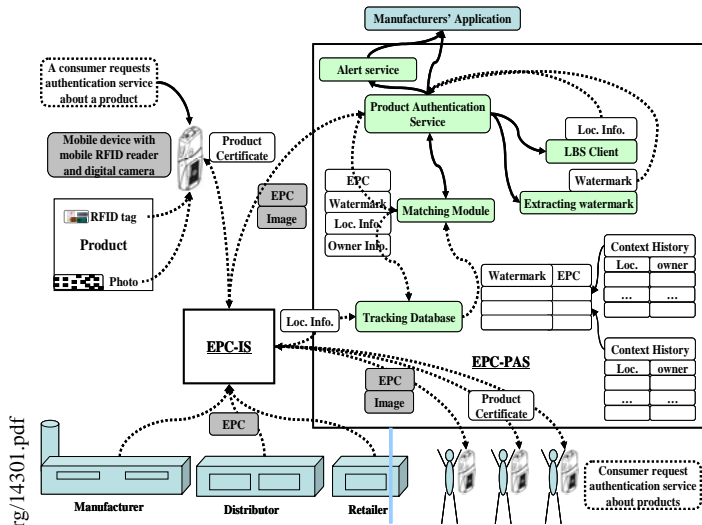 Manufacturers' Application
Alert service
Product Authentication
Service
A consumer requests
authentication service
about a product
Mobile device with
mobile RFID reader
and digital camera
Product
Certificate
RFID tag
Product
Photo
EPC
Image
EPC
Watermark
Loc. Info.
Owner Info.
Matching Module
Loc. Info.
LBS Client
Watermark
Extracting watermark
Watermark EPC
Context History
Loc. owner
... ...
Context History
Loc. owner
... ...
Loc. Info.
Tracking Database
EPC-IS
EPC-PAS
EPC
Image
Product
Certificate
EPC
Manufacturer
Distributor
Retailer
Consumer request
authentication service
about products
rg/14301.pdf